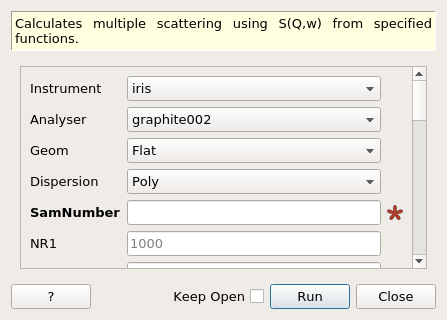 Calculates multiple scattering using S(Q,w) from specified
functions.
Instrument iris
Analyser graphite002
Geom Flat
Dispersion Poly
SamNumber
NR1 1000
? Keep Open Run Close